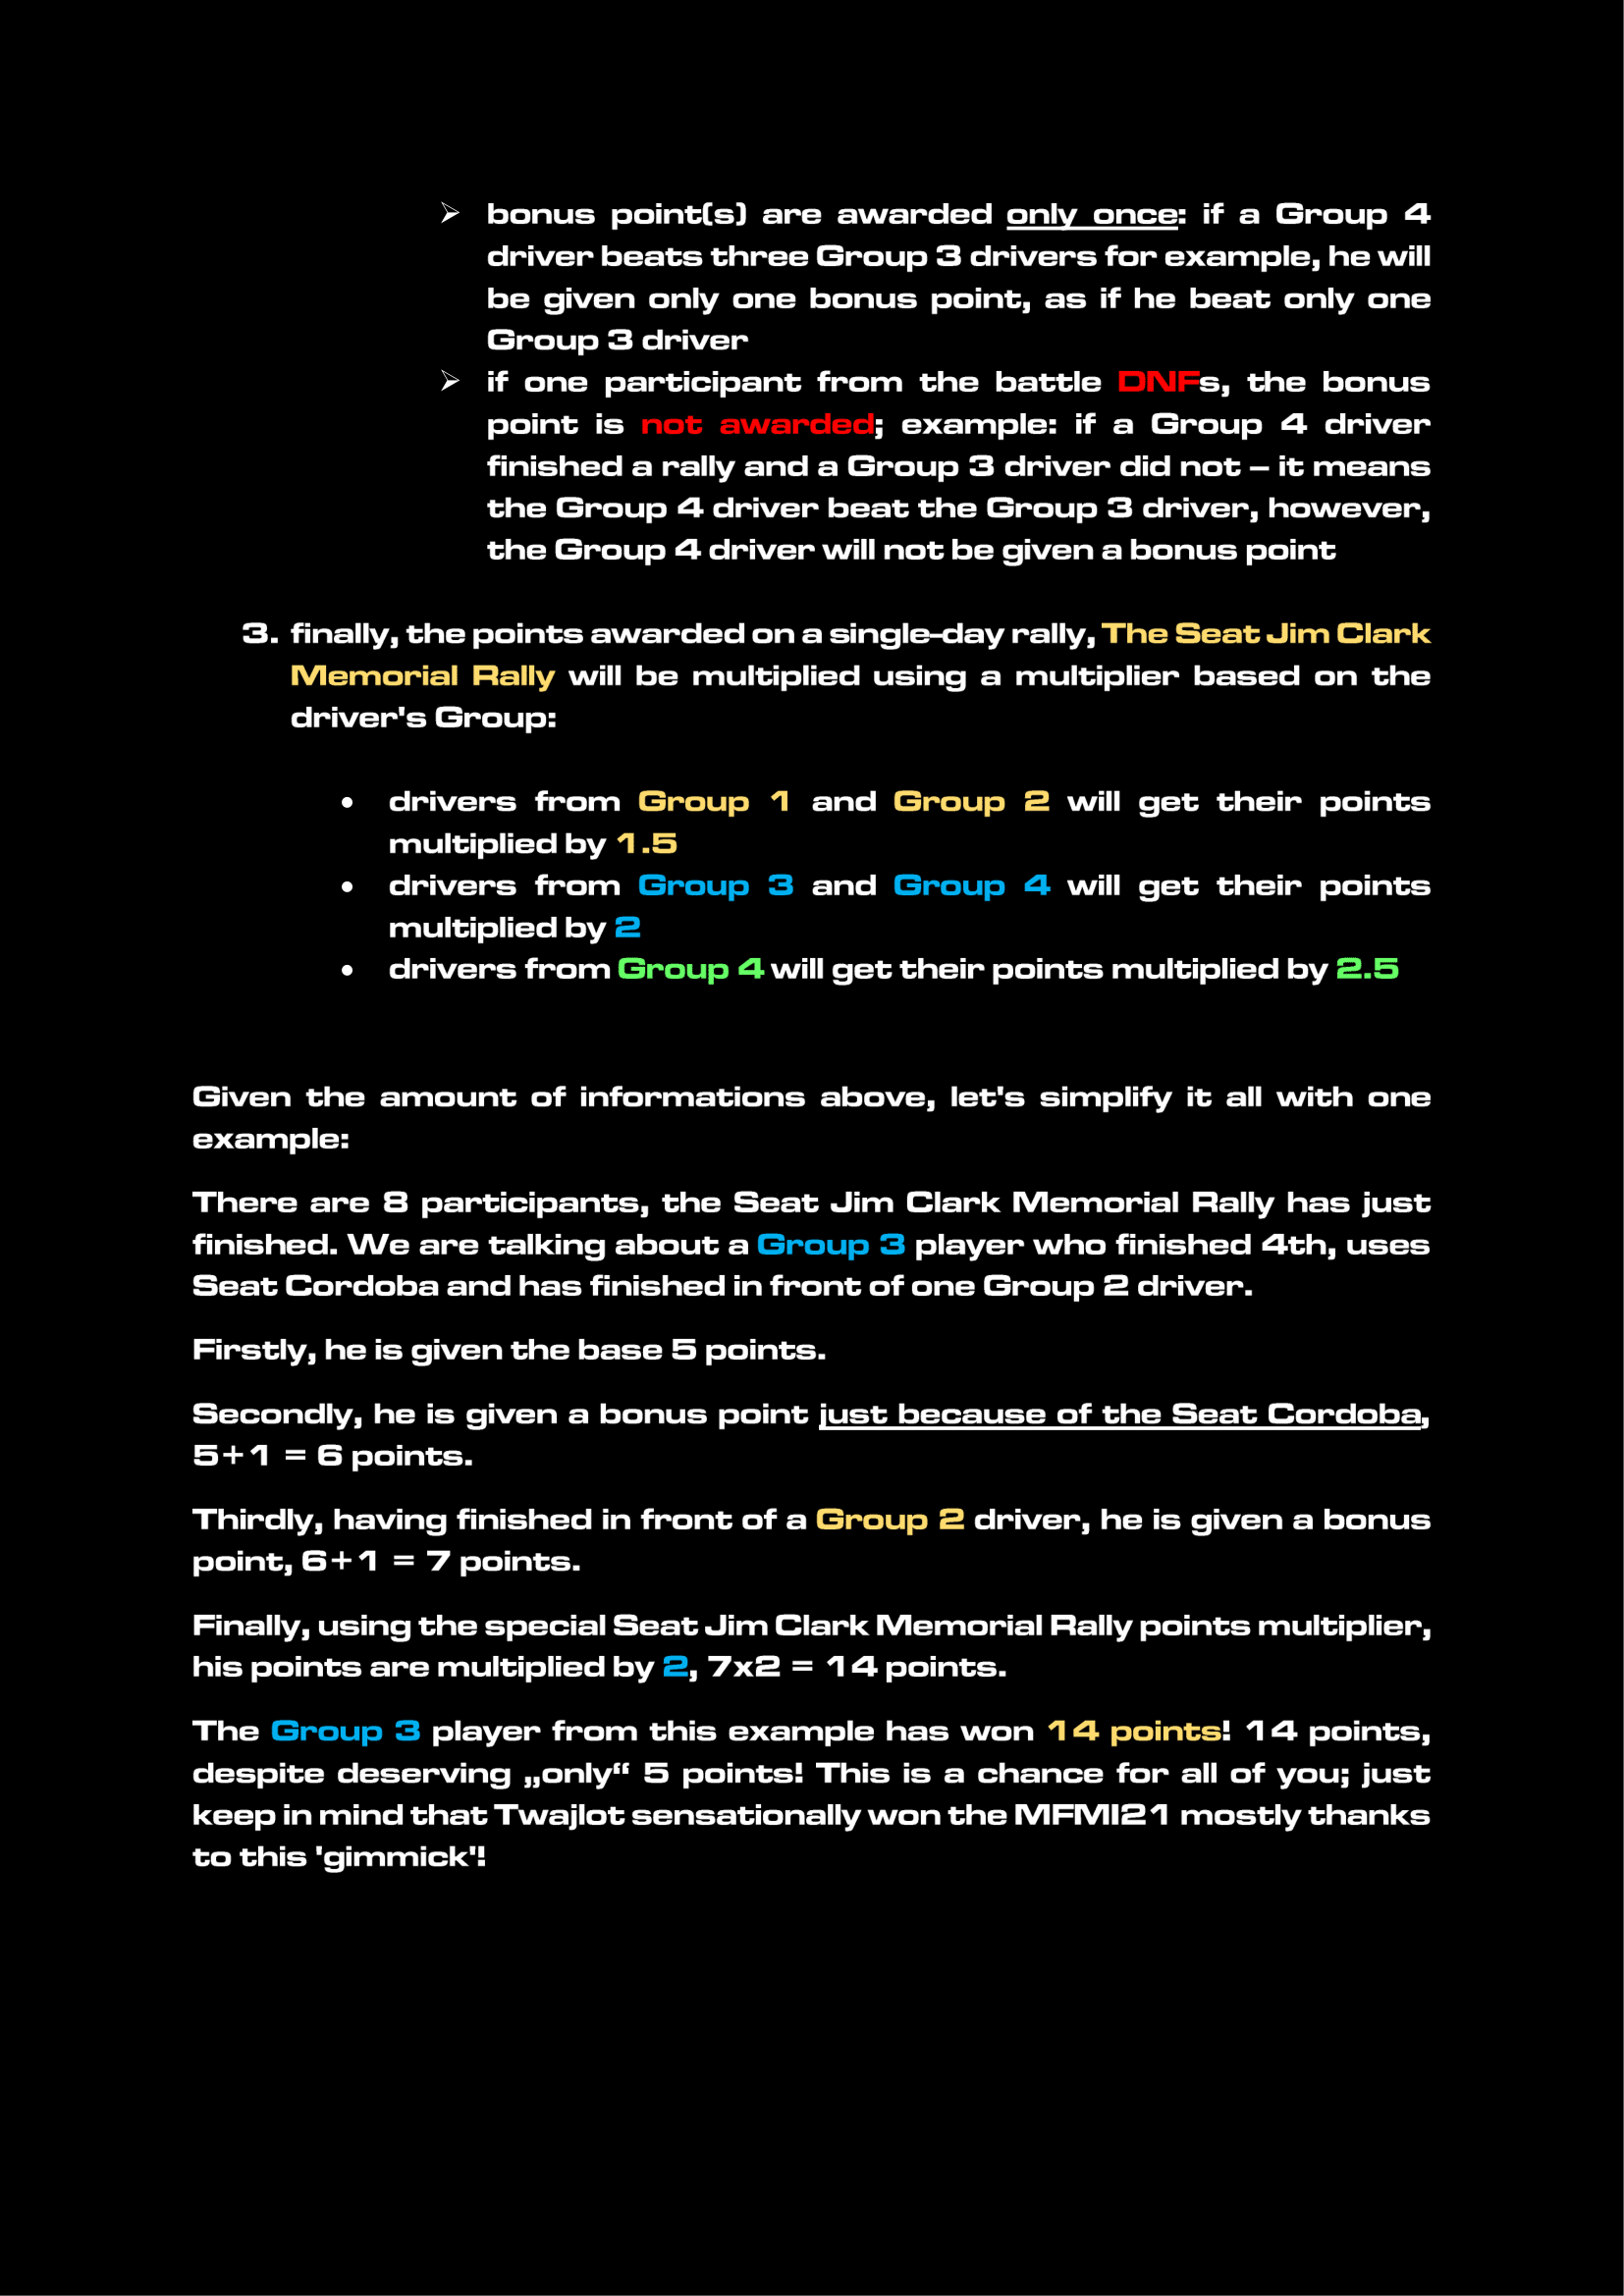 ➢ bonus point(s) are awarded only once: if a Group 4
driver beats three Group 3 drivers for example, he will
be given only one bonus point, as if he beat only one
Group 3 driver
➢ if one participant from the battle DNFs, the bonus
point is not awarded; example: if a Group 4 driver
finished a rally and a Group 3 driver did not – it means
the Group 4 driver beat the Group 3 driver, however,
the Group 4 driver will not be given a bonus point
3. finally, the points awarded on a single-day rally, The Seat Jim Clark
Memorial Rally will be multiplied using a multiplier based on the
driver's Group:
• drivers from Group 1 and Group 2 will get their points
multiplied by 1.5
• drivers from Group 3 and Group 4 will get their points
multiplied by 2
• drivers from Group 4 will get their points multiplied by 2.5
Given the amount of informations above, let's simplify it all with one
example:
There are 8 participants, the Seat Jim Clark Memorial Rally has just
finished. We are talking about a Group 3 player who finished 4th, uses
Seat Cordoba and has finished in front of one Group 2 driver.
Firstly, he is given the base 5 points.
Secondly, he is given a bonus point just because of the Seat Cordoba,
5+1 = 6 points.
Thirdly, having finished in front of a Group 2 driver, he is given a bonus
point, 6+1 = 7 points.
Finally, using the special Seat Jim Clark Memorial Rally points multiplier,
his points are multiplied by 2, 7x2 = 14 points.
The Group 3 player from this example has won 14 points! 14 points,
despite deserving „only“ 5 points! This is a chance for all of you; just
keep in mind that Twajlot sensationally won the MFMI21 mostly thanks
to this 'gimmick'!